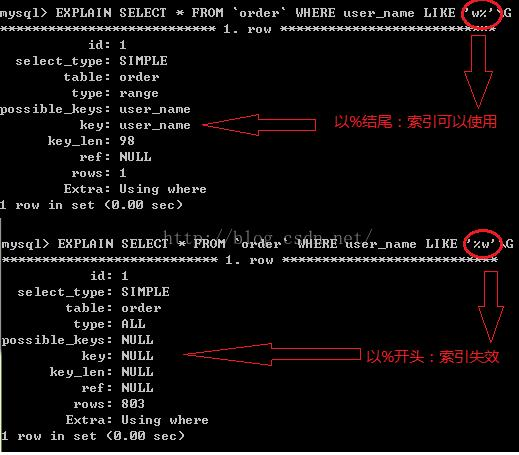 mysql> EXPLAIN SELECT * FROM `order` WHERE user_name LIKE 'w%'\G
*************************** 1. row ***************************
id: 1
select_type: SIMPLE
table: order
type: range
possible_keys: user_name
key: user_name
以%结尾：索引可以使用
key_len: 98
ref: NULL
rows: 1
Extra: Using where
1 row in set (0.00 sec)
http://blog.csdn.net/
mysql> EXPLAIN SELECT * FROM `order` WHERE user_name LIKE '%w'\G
*************************** 1. row ***************************
id: 1
select_type: SIMPLE
table: order
type: ALL
possible_keys: NULL
key: NULL
以%开头：索引失效
key_len: NULL
ref: NULL
rows: 803
Extra: Using where
1 row in set (0.00 sec)